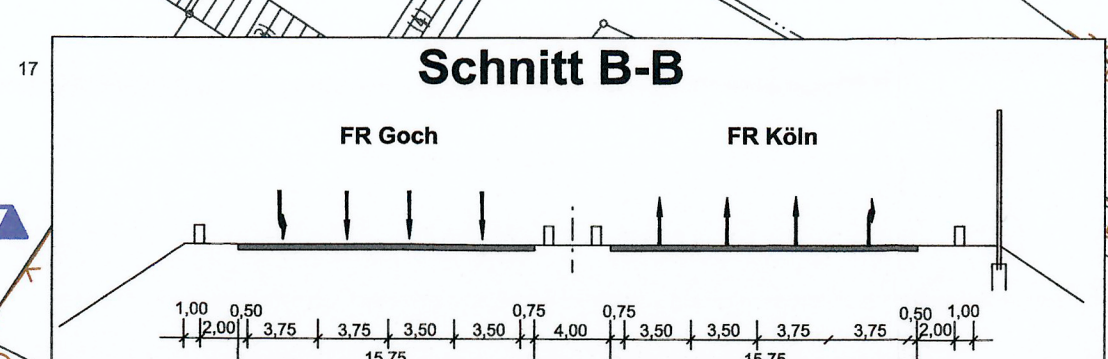 17
Schnitt B-B
FR Goch
FR Köln
1,00 0,50 0,75 0,75 0,50 1,00
2,00 3,75 3,75 3,50 3,50 4,00 3,50 3,50 3,75 3,75 2,00
15,75 15,75